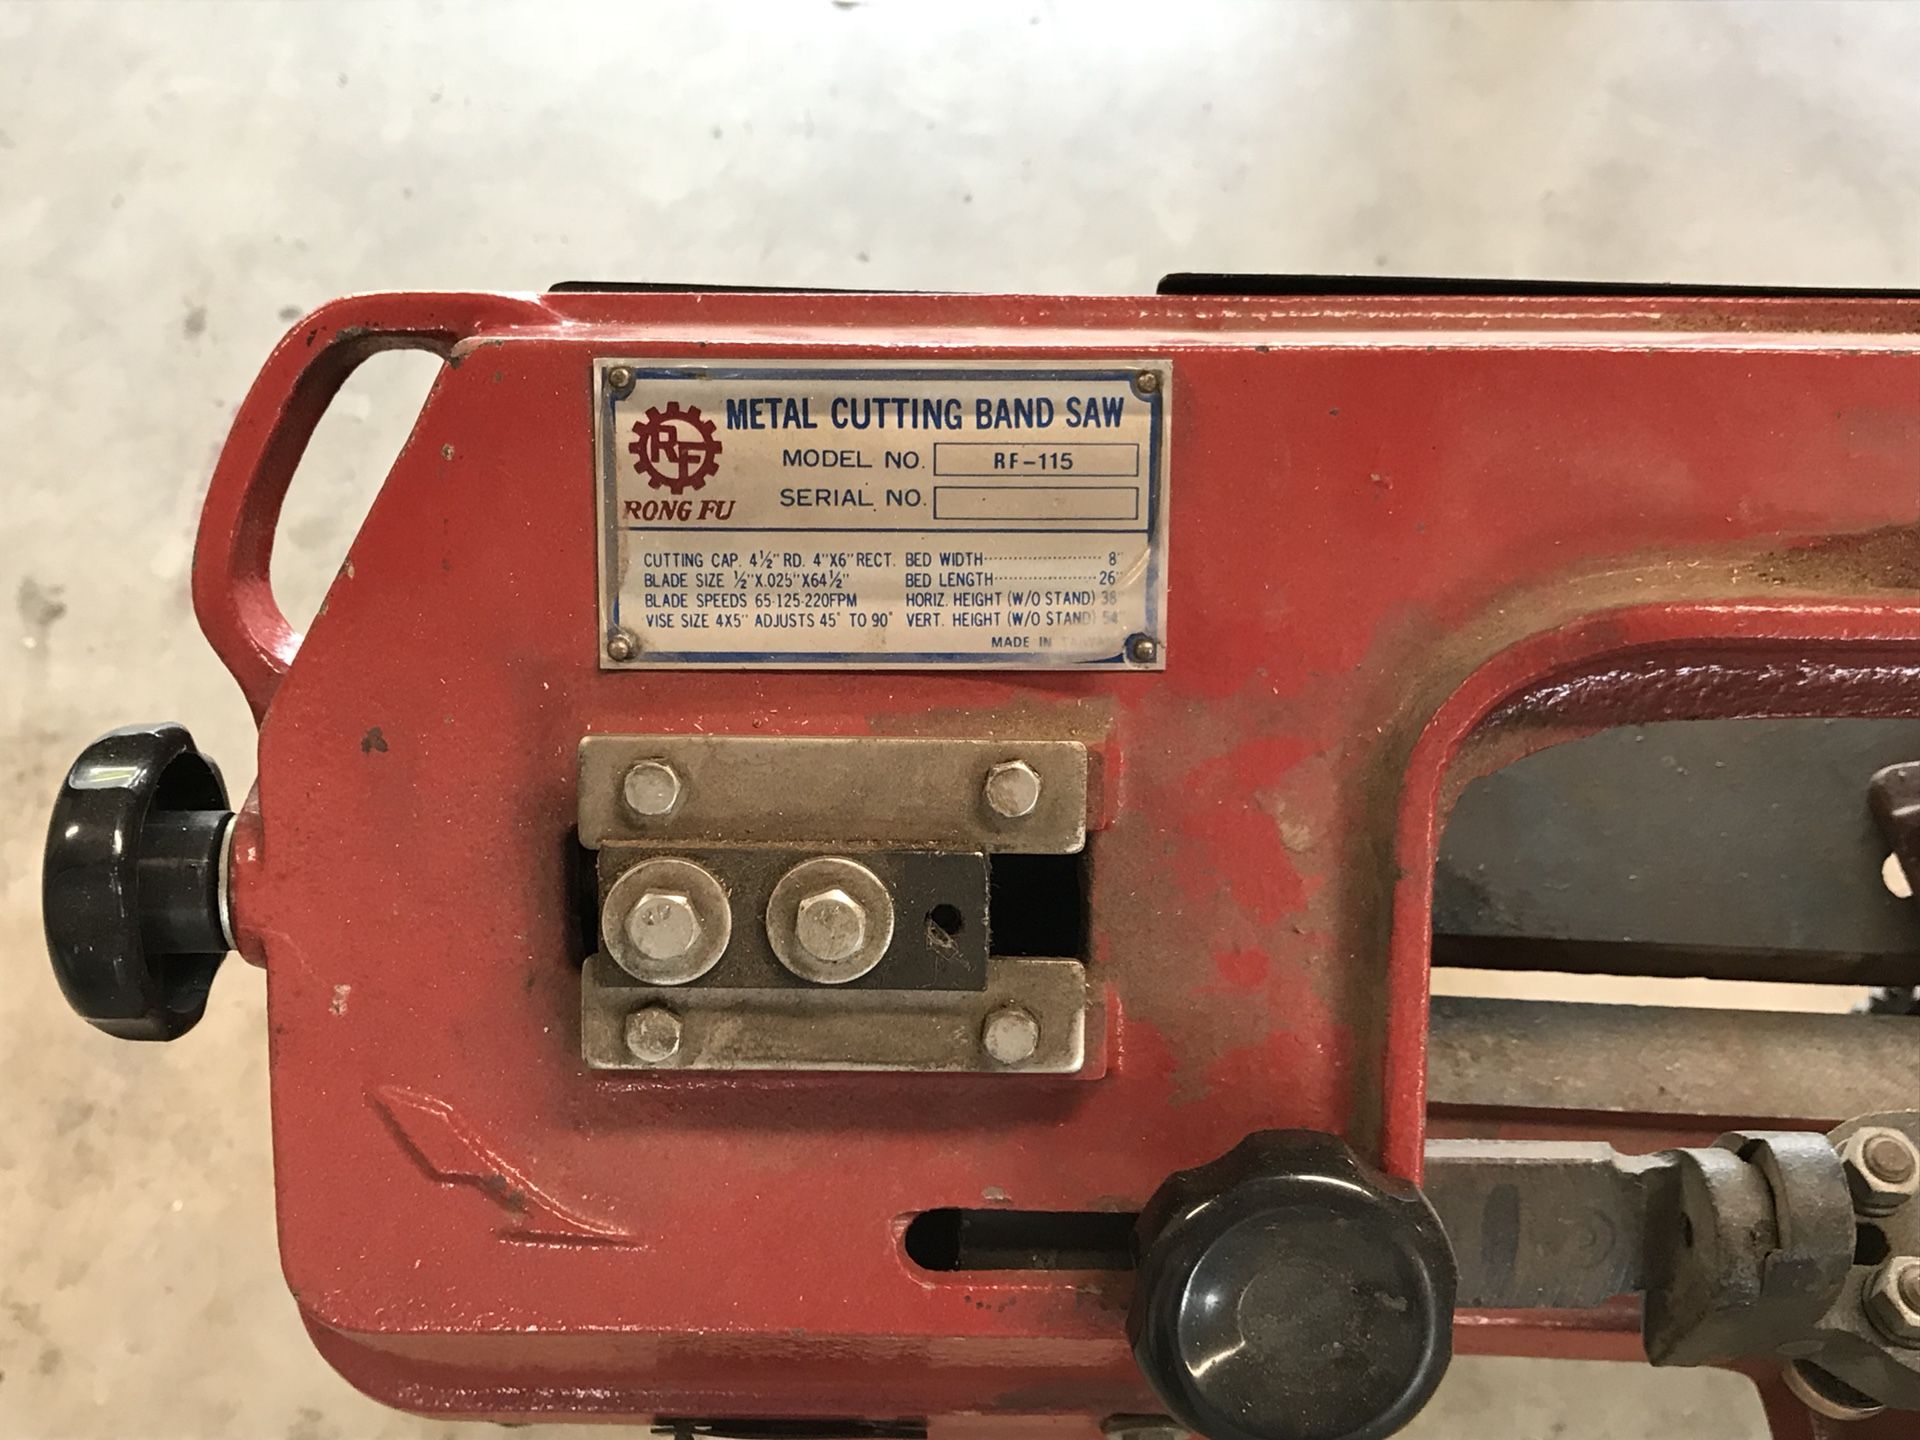 METAL CUTTING BAND SAW
RF
RONG FU
MODEL NO. RF-115
SERIAL NO.
CUTTING CAP. 4½" RD. 4"X6" RECT. BED WIDTH 8"
BLADE SIZE ½"X.025"X64½" BED LENGTH 26"
BLADE SPEEDS 65-125-220FPM HORIZ. HEIGHT (W/O STAND) 38"
VISE SIZE 4X5" ADJUSTS 45° TO 90° VERT. HEIGHT (W/O STAND) 54"
MADE IN TAIWAN